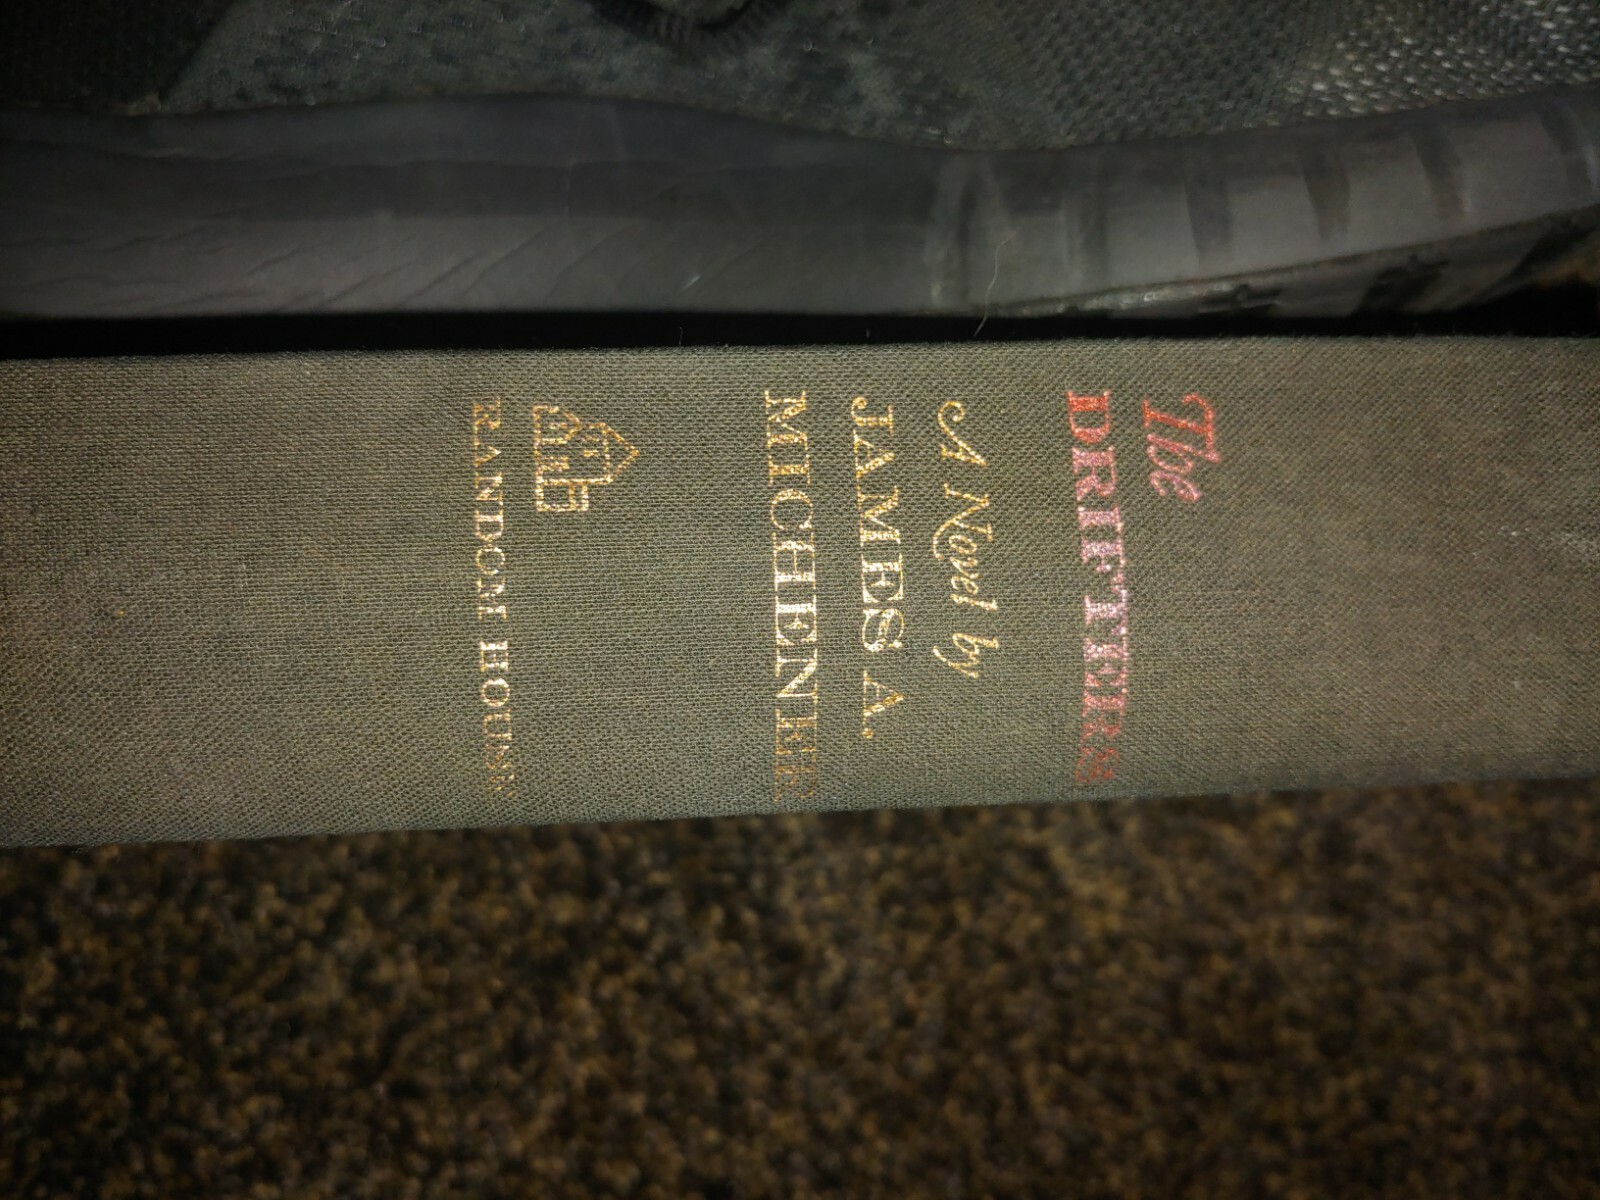 The
DRIFTERS
A Novel by
JAMES A.
MICHENER
RANDOM HOUSE